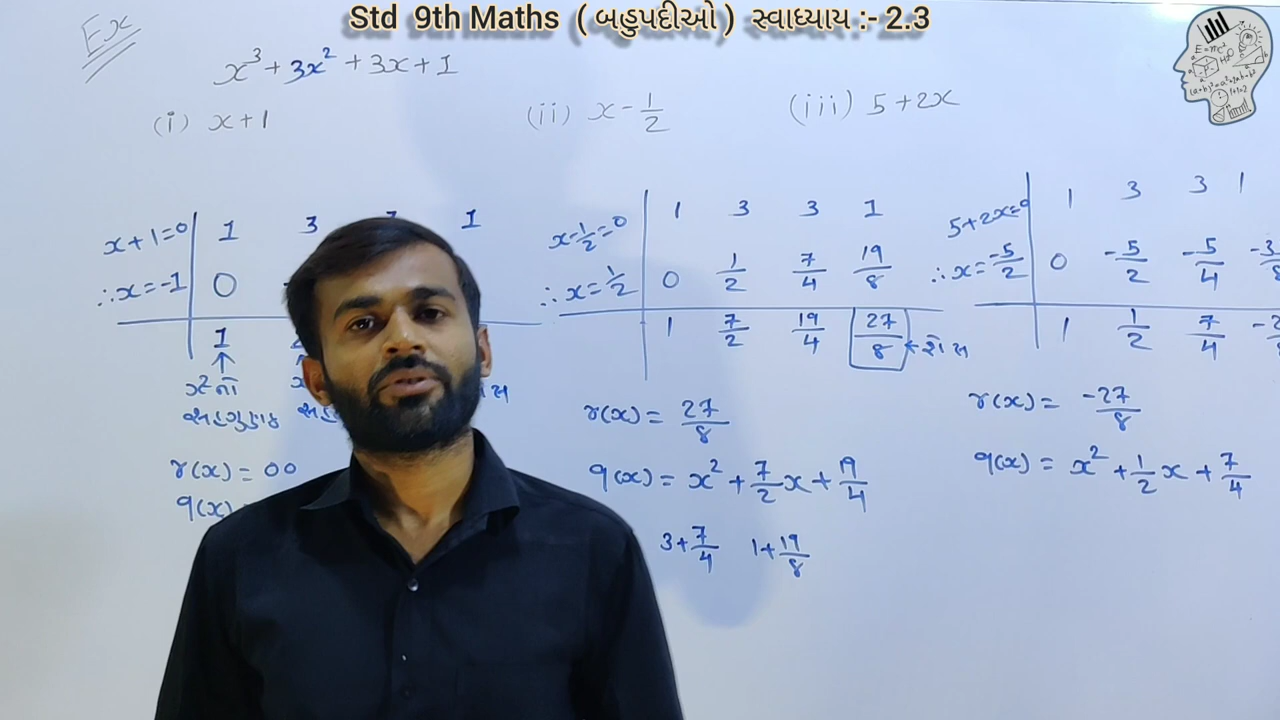 Std 9th Maths ( બહુપદીઓ ) સ્વાધ્યાય :- 2.3
Ex
x³ + 3x² + 3x + 1
(i) x+1
(ii) x - 1/2
(iii) 5 + 2x
x+1=0 1 3 1
∴x=-1 0
1
x²નો
સહગુણક
r(x) = 00
q(x)
x-1/2=0 1 3 3 1
∴x=1/2 0 1/2 7/4 19/8
1 7/2 19/4 27/8 ← શેષ
r(x) = 27/8
q(x) = x² + 7/2 x + 19/4
3+7/4 1+19/8
5+2x=0 1 3 3 1
∴x=-5/2 0 -5/2 -5/4
1 1/2 7/4
r(x) = -27/8
q(x) = x² + 1/2 x + 7/4